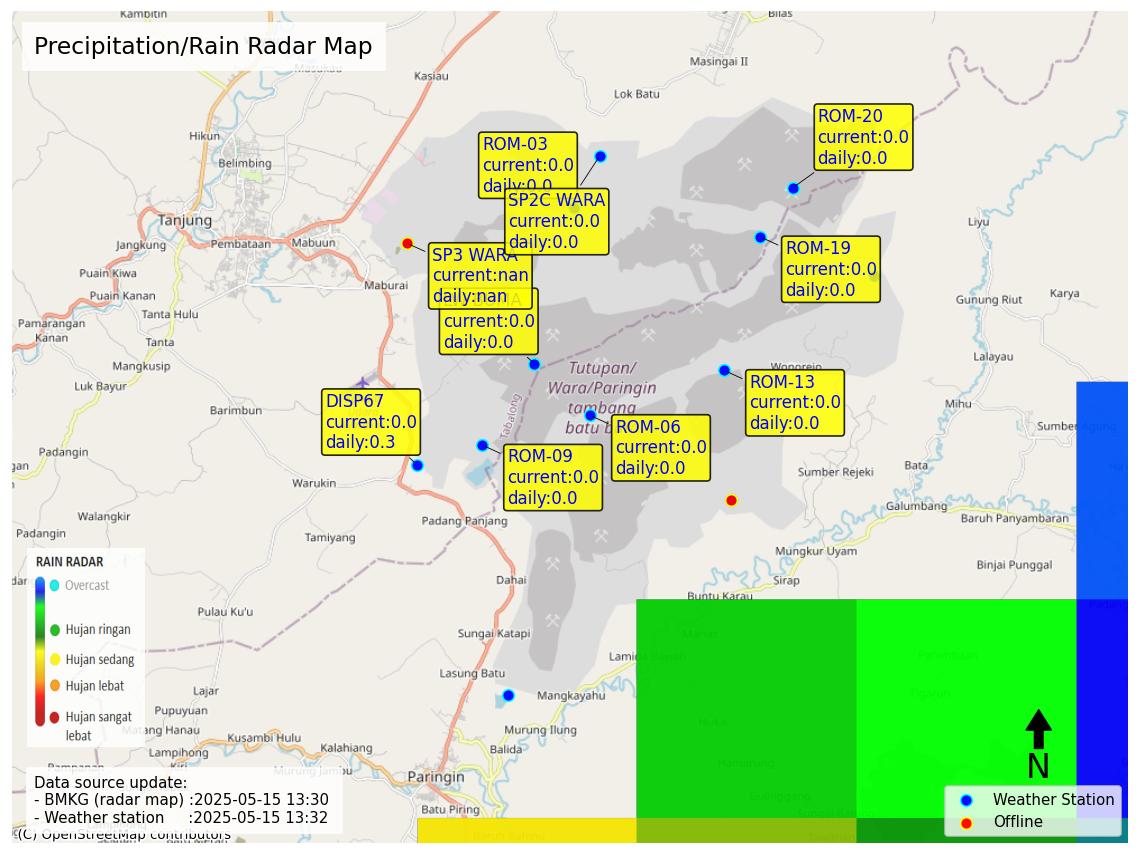 Kambitin
Bilas
Precipitation/Rain Radar Map
Masukau
Kasiau
Masingai II
Lok Batu
Hikun
Belimbing
ROM-03
current:0.0
daily:0.0
ROM-20
current:0.0
daily:0.0
SP2C WARA
current:0.0
daily:0.0
Tanjung
Jangkung
Pembataan
Mabuun
Liyu
SP3 WARA
current:nan
daily:nan
ROM-19
current:0.0
daily:0.0
Puain Kiwa
Puain Kanan
Maburai
Gunung Riut
Karya
Tanta Hulu
current:0.0
daily:0.0
Pamarangan
Kanan
Tanta
Mangkusip
Lalayau
Luk Bayur
Tutupan/
Wara/Paringin
tambang
batu b
Wonorejo
ROM-13
current:0.0
daily:0.0
Barimbun
DISP67
current:0.0
daily:0.3
Tabalong
Mihu
Sumber Agung
ROM-06
current:0.0
daily:0.0
Padangin
ROM-09
current:0.0
daily:0.0
Warukin
Sumber Rejeki
Bata
Galumbang
Baruh Panyambaran
Walangkir
Padangin
Padang Panjang
Tamiyang
Mungkur Uyam
Binjai Punggal
RAIN RADAR
Overcast
Hujan ringan
Hujan sedang
Hujan lebat
Hujan sangat
lebat
Dahai
Sirap
Buntu Karau
Pulau Ku'u
Sungai Katapi
Lasung Batu
Lajar
Mangkayahu
Pupuyuan
Matang Hanau
Murung Ilung
Lampihong
Kusambi Hulu
Kalahiang
Balida
Murung Jambu
Paringin
Batu Piring
N
Data source update:
- BMKG (radar map) :2025-05-15 13:30
- Weather station :2025-05-15 13:32
(C) OpenStreetMap contributors
Weather Station
Offline